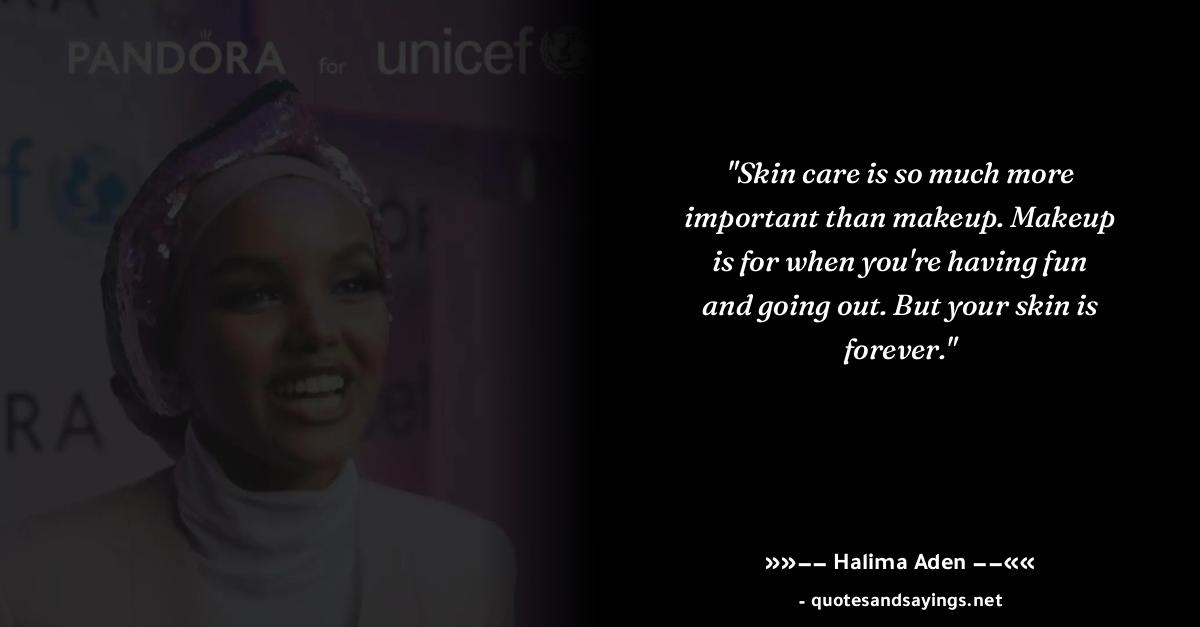 PANDORA for unicef
"Skin care is so much more
important than makeup. Makeup
is for when you're having fun
and going out. But your skin is
forever."
»»-- Halima Aden --««
- quotesandsayings.net
f
RA